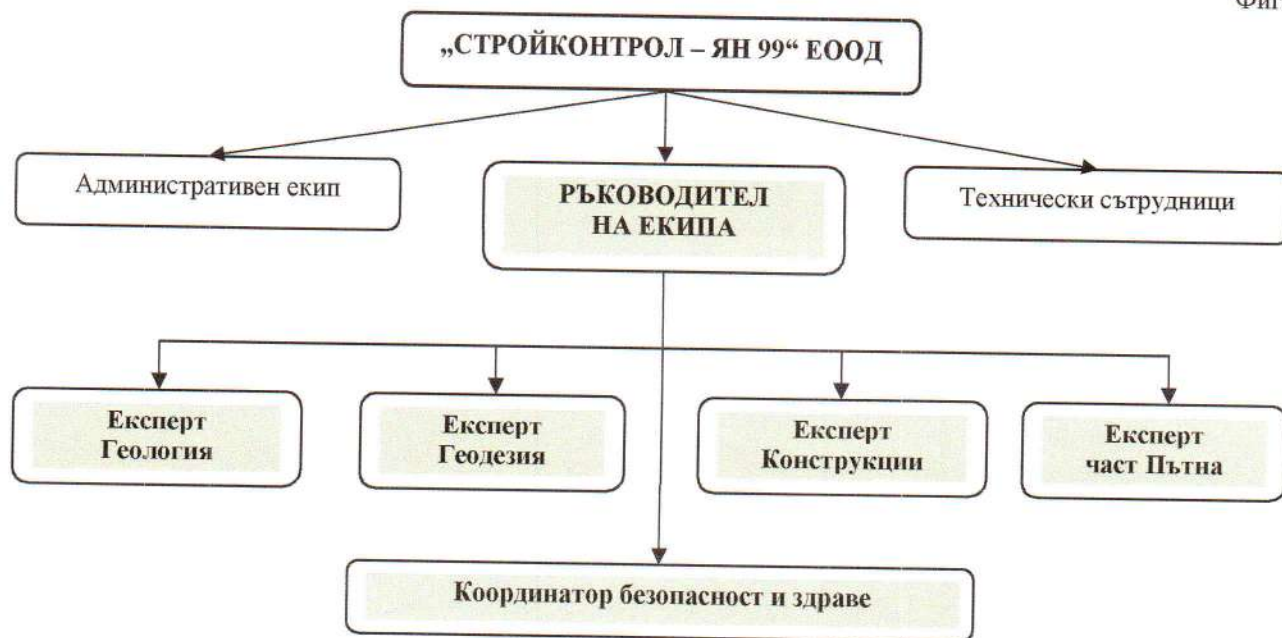 Фиг.
„СТРОЙКОНТРОЛ – ЯН 99“ ЕООД
Административен екип
РЪКОВОДИТЕЛ
НА ЕКИПА
Технически сътрудници
Експерт
Геология
Експерт
Геодезия
Експерт
Конструкции
Експерт
част Пътна
Координатор безопасност и здраве